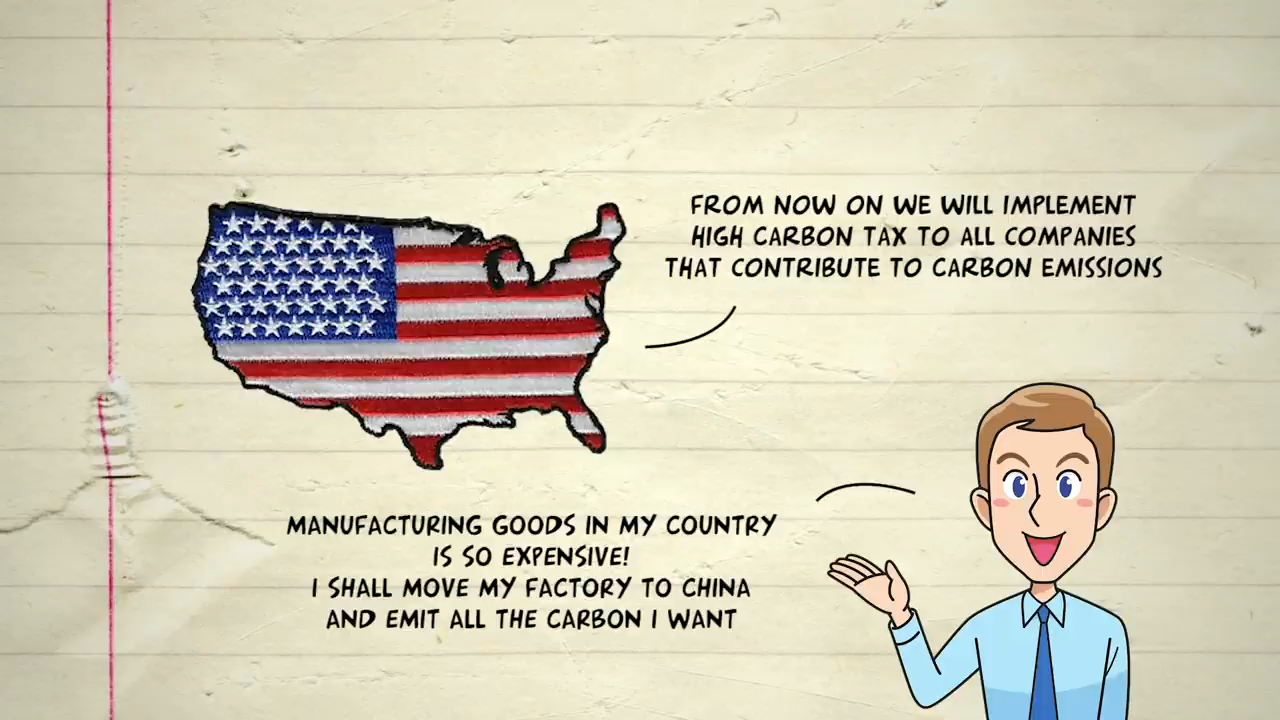 FROM NOW ON WE WILL IMPLEMENT
HIGH CARBON TAX TO ALL COMPANIES
THAT CONTRIBUTE TO CARBON EMISSIONS
MANUFACTURING GOODS IN MY COUNTRY
IS SO EXPENSIVE!
I SHALL MOVE MY FACTORY TO CHINA
AND EMIT ALL THE CARBON I WANT